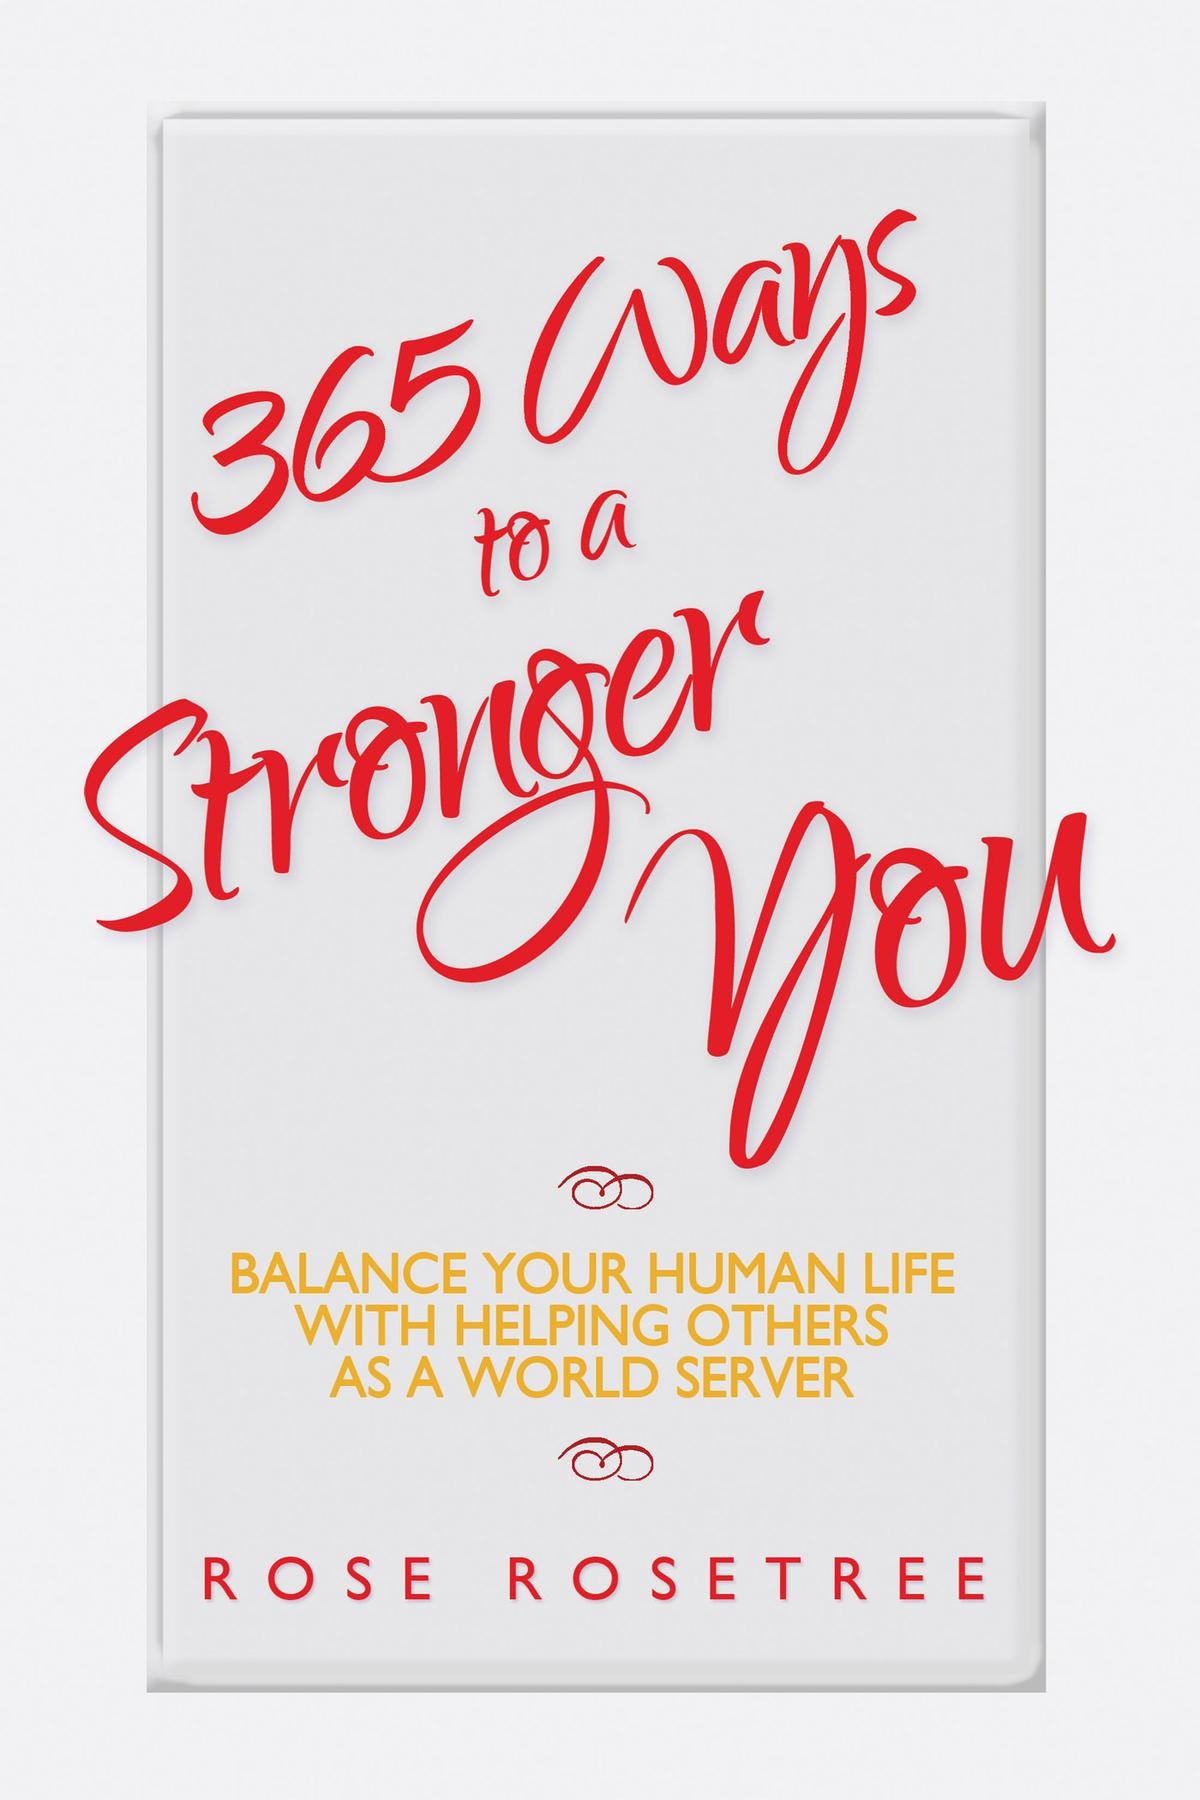 365 Ways
to a
Stronger
You
BALANCE YOUR HUMAN LIFE
WITH HELPING OTHERS
AS A WORLD SERVER
ROSE ROSETREE